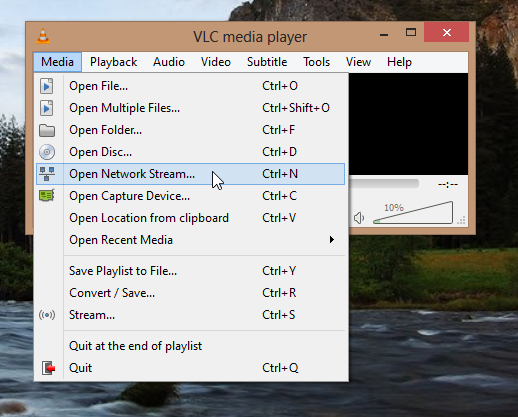 VLC media player
Media Playback Audio Video Subtitle Tools View Help
Open File... Ctrl+O
Open Multiple Files... Ctrl+Shift+O
Open Folder... Ctrl+F
Open Disc... Ctrl+D
Open Network Stream... Ctrl+N
--:--
Open Capture Device... Ctrl+C
10%
Open Location from clipboard Ctrl+V
Open Recent Media
Save Playlist to File... Ctrl+Y
Convert / Save... Ctrl+R
Stream... Ctrl+S
Quit at the end of playlist
Quit Ctrl+Q